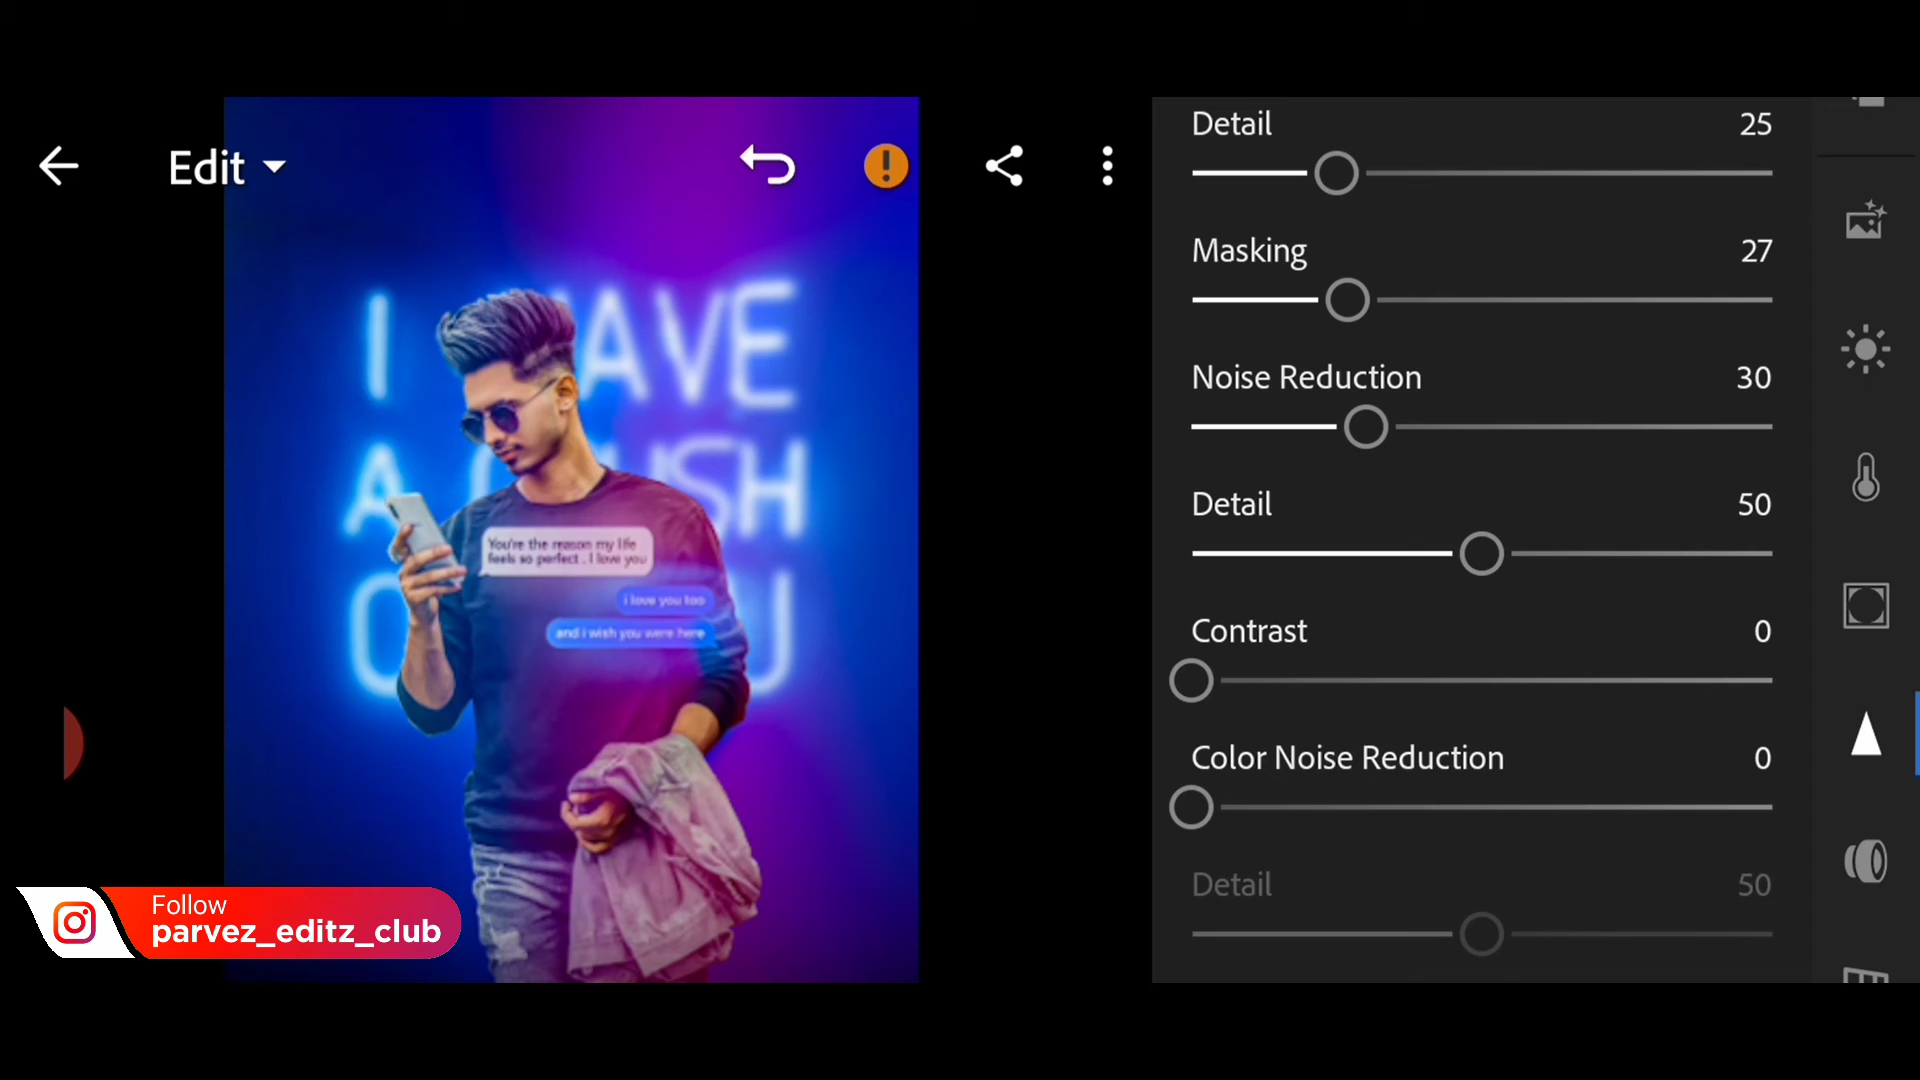 Edit
I HAVE
A CRUSH
You're the reason my life
feels so perfect . I love you
i love you too
and i wish you were here
Follow
parvez_editz_club
Detail 25
Masking 27
Noise Reduction 30
Detail 50
Contrast 0
Color Noise Reduction 0
Detail 50